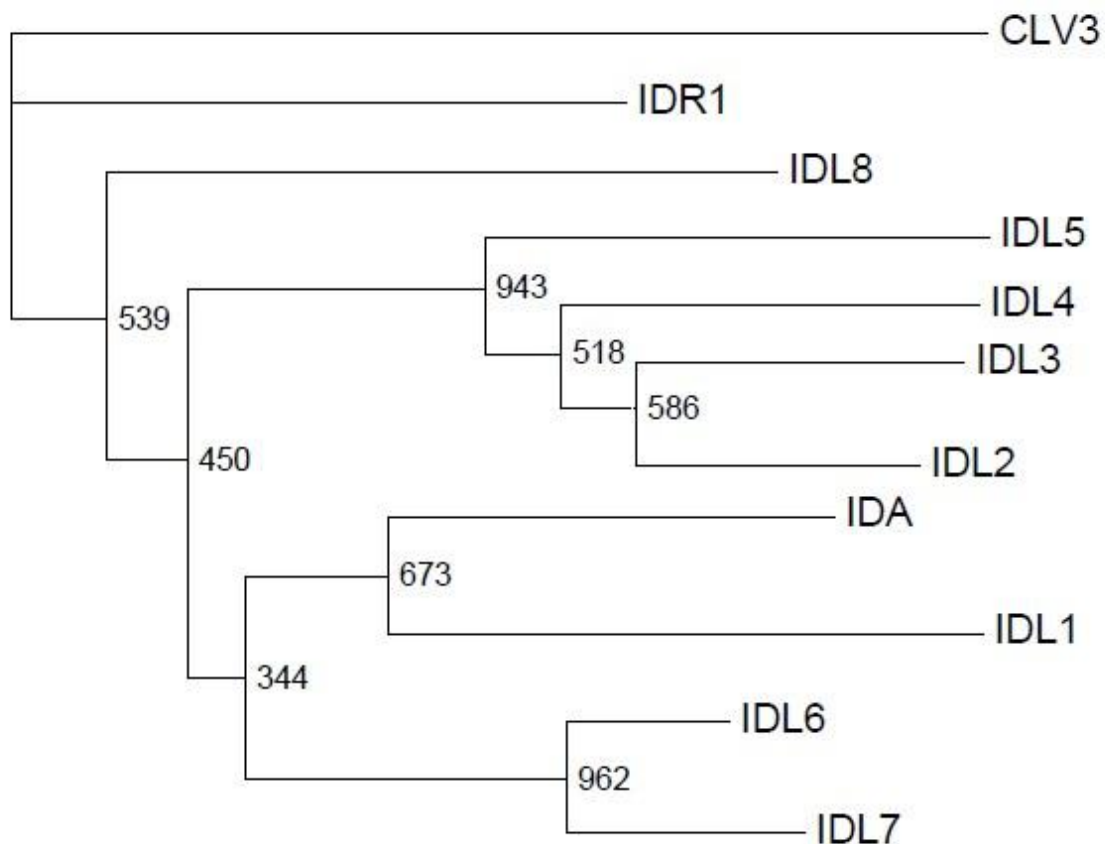 CLV3
IDR1
IDL8
IDL5
943
IDL4
539
518
IDL3
586
450
IDL2
IDA
673
IDL1
344
IDL6
962
IDL7